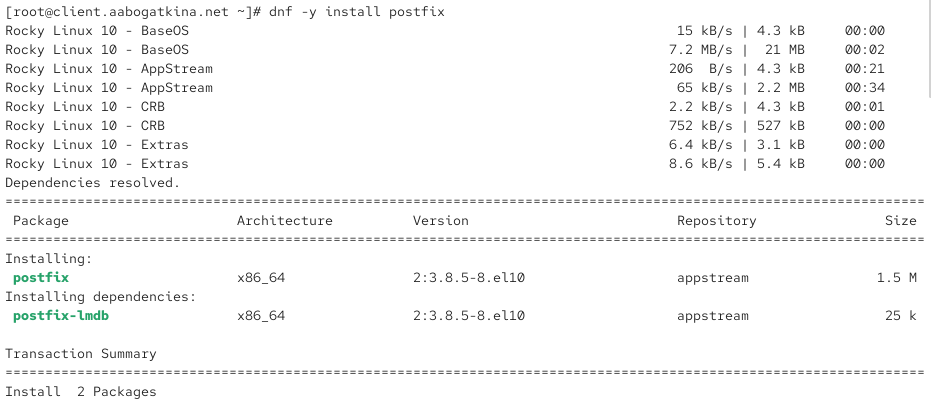 [root@client.aabogatkina.net ~]# dnf -y install postfix
Rocky Linux 10 - BaseOS                                                             15 kB/s | 4.3 kB     00:00
Rocky Linux 10 - BaseOS                                                            7.2 MB/s |  21 MB     00:02
Rocky Linux 10 - AppStream                                                         206  B/s | 4.3 kB     00:21
Rocky Linux 10 - AppStream                                                          65 kB/s | 2.2 MB     00:34
Rocky Linux 10 - CRB                                                               2.2 kB/s | 4.3 kB     00:01
Rocky Linux 10 - CRB                                                               752 kB/s | 527 kB     00:00
Rocky Linux 10 - Extras                                                            6.4 kB/s | 3.1 kB     00:00
Rocky Linux 10 - Extras                                                            8.6 kB/s | 5.4 kB     00:00
Dependencies resolved.
===================================================================================================================
 Package                     Architecture          Version                          Repository                Size
===================================================================================================================
Installing:
 postfix                     x86_64                2:3.8.5-8.el10                   appstream                1.5 M
Installing dependencies:
 postfix-lmdb                x86_64                2:3.8.5-8.el10                   appstream                 25 k

Transaction Summary
===================================================================================================================
Install  2 Packages